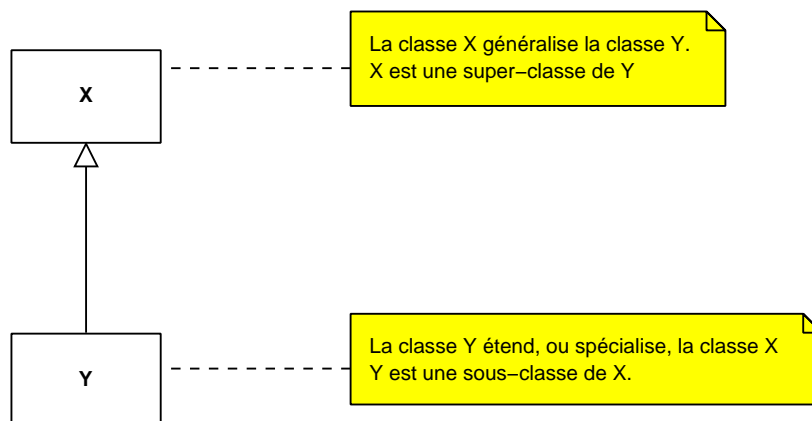 La classe X généralise la classe Y.
X est une super−classe de Y
X
La classe Y étend, ou spécialise, la classe X
Y est une sous−classe de X.
Y